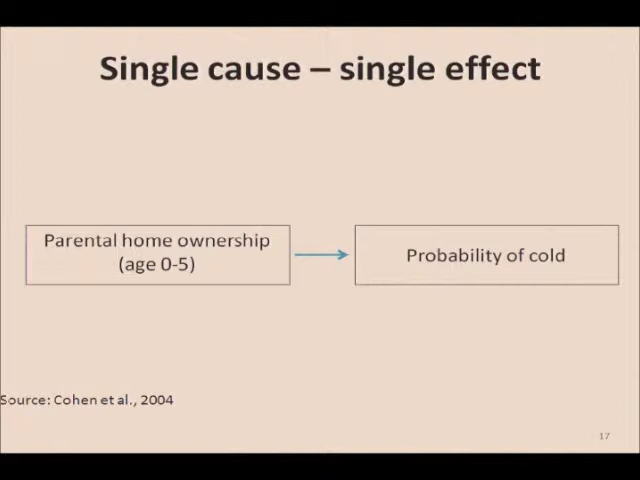 Single cause – single effect
Parental home ownership
(age 0-5)
Probability of cold
Source: Cohen et al., 2004
17